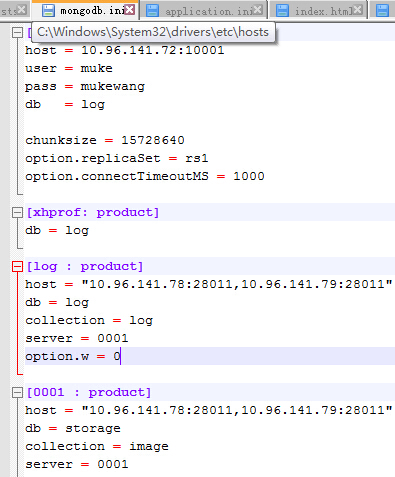 mongodb.ini
application.ini
index.html
C:\Windows\System32\drivers\etc\hosts
host = 10.96.141.72:10001
user = muke
pass = mukewang
db = log
chunksize = 15728640
option.replicaSet = rs1
option.connectTimeoutMS = 1000
[xhprof: product]
db = log
[log : product]
host = "10.96.141.78:28011,10.96.141.79:28011"
db = log
collection = log
server = 0001
option.w = 0
[0001 : product]
host = "10.96.141.78:28011,10.96.141.79:28011"
db = storage
collection = image
server = 0001